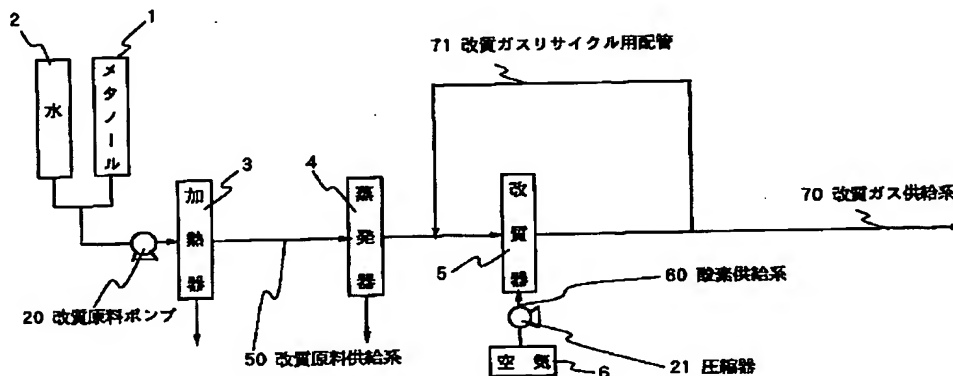 2
1
水
メタノール
71 改質ガスリサイクル用配管
3
加熱器
4
蒸発器
改質器
5
70 改質ガス供給系
60 酸素供給系
20 改質原料ポンプ
50 改質原料供給系
空気
6
21 圧縮器